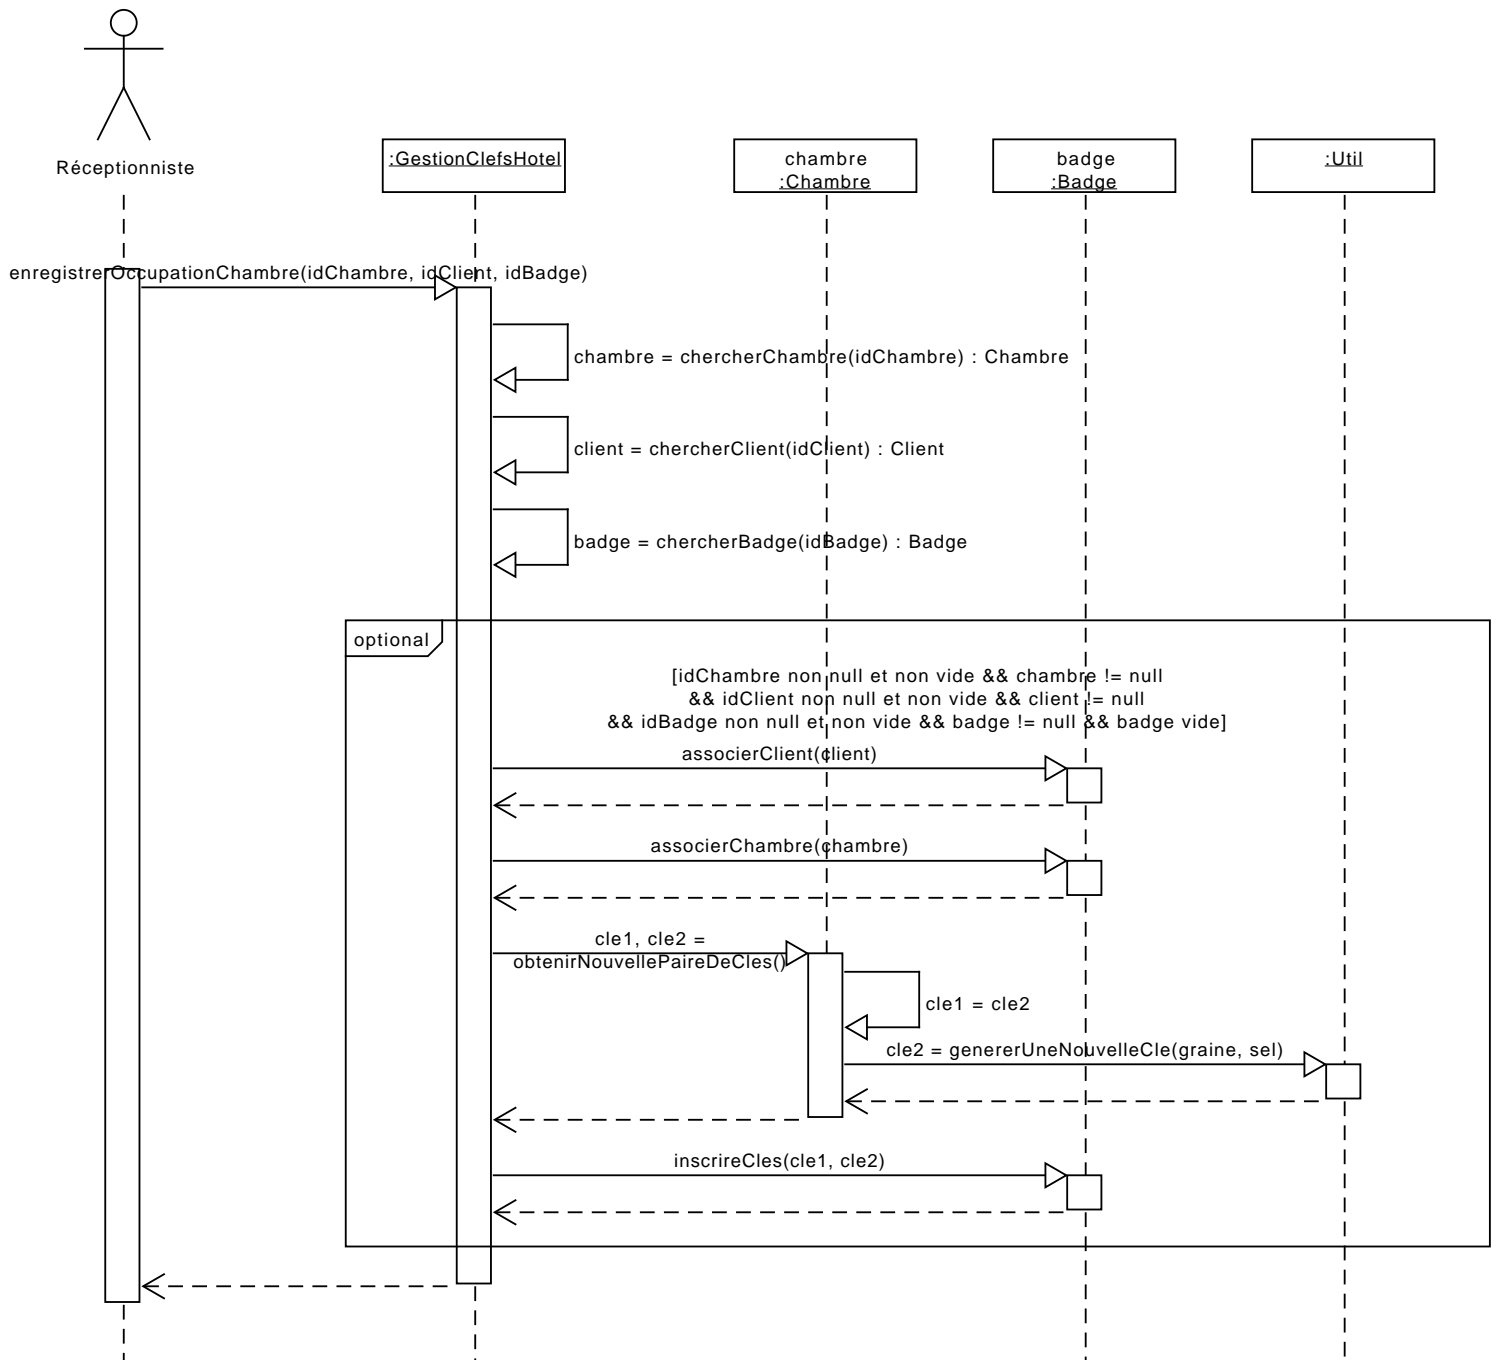 Réceptionniste
:GestionClefsHotel
chambre
:Chambre
badge
:Badge
:Util
enregistrerOccupationChambre(idChambre, idClient, idBadge)
chambre = chercherChambre(idChambre) : Chambre
client = chercherClient(idClient) : Client
badge = chercherBadge(idBadge) : Badge
optional
[idChambre non null et non vide && chambre != null
&& idClient non null et non vide && client != null
&& idBadge non null et non vide && badge != null && badge vide]
associerClient(client)
associerChambre(chambre)
cle1, cle2 =
obtenirNouvellePaireDeCles()
cle1 = cle2
cle2 = genererUneNouvelleCle(graine, sel)
inscrireCles(cle1, cle2)